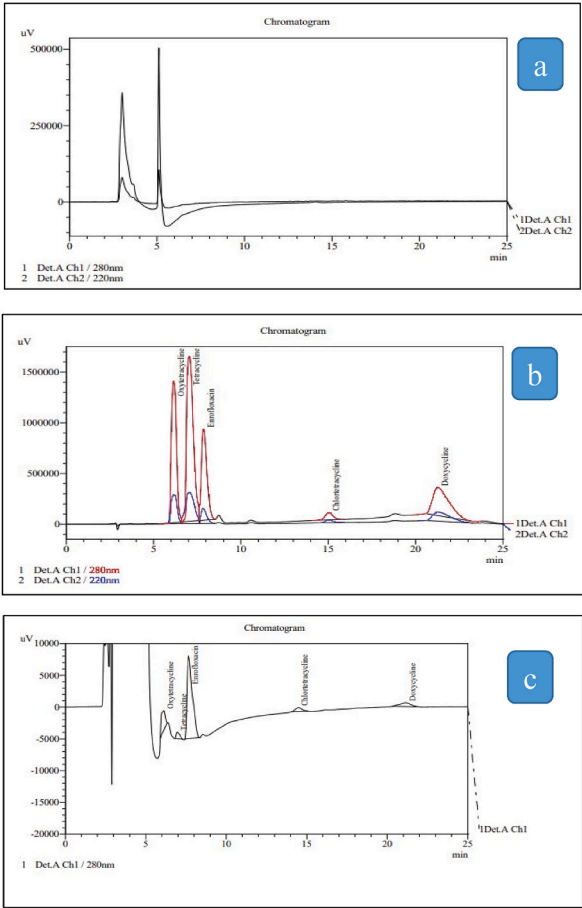 Chromatogram
uV
a
500000
250000
0
1Det.A Ch1
2Det.A Ch2
0 5 10 15 20 25
min
1 Det.A Ch1 / 280nm
2 Det.A Ch2 / 220nm
Chromatogram
uV
b
1500000
1000000
500000
0
Oxytetracycline
Tetracycline
Enrofloxacin
Chlortetracycline
Doxycycline
1Det.A Ch1
2Det.A Ch2
0 5 10 15 20 25
min
1 Det.A Ch1 / 280nm
2 Det.A Ch2 / 220nm
Chromatogram
uV
c
10000
5000
0
-5000
-10000
-15000
-20000
Oxytetracycline
Tetracycline
Enrofloxacin
Chlortetracycline
Doxycycline
1Det.A Ch1
0 5 10 15 20 25
min
1 Det.A Ch1 / 280nm